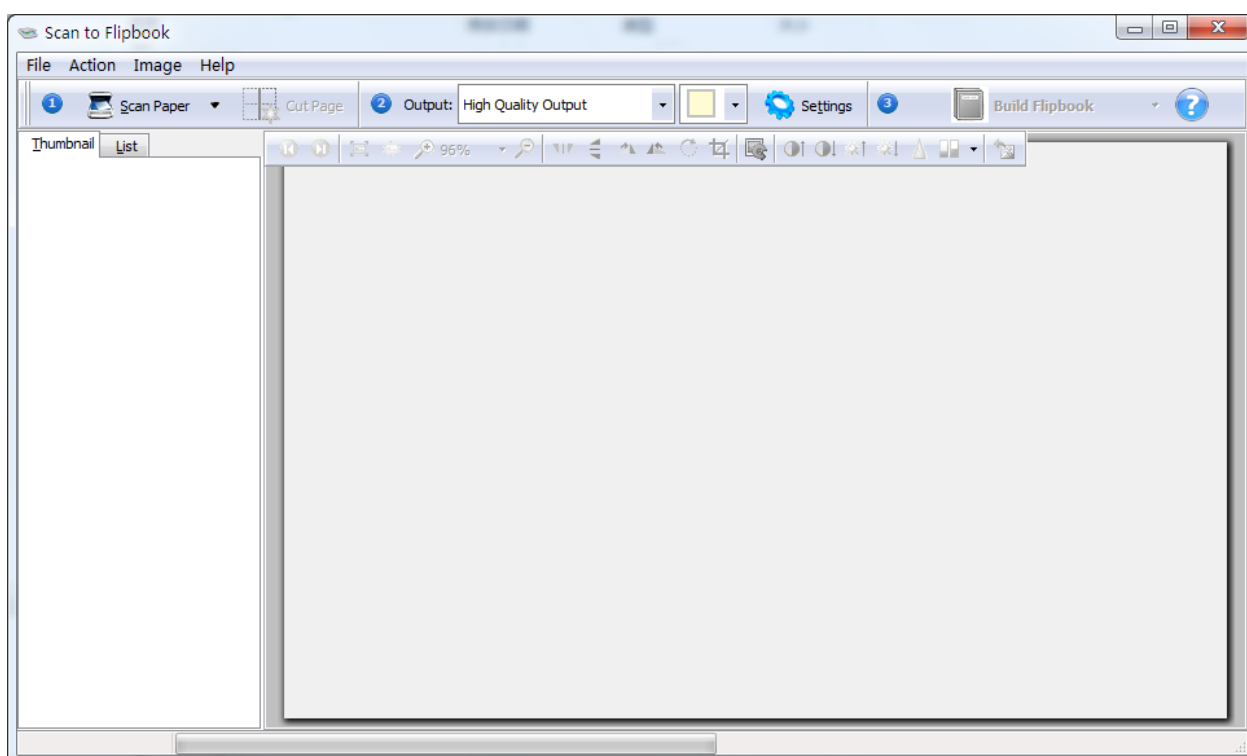 Scan to Flipbook
File Action Image Help
1 Scan Paper Cut Page 2 Output: High Quality Output Settings 3 Build Flipbook ?
Thumbnail List 96%